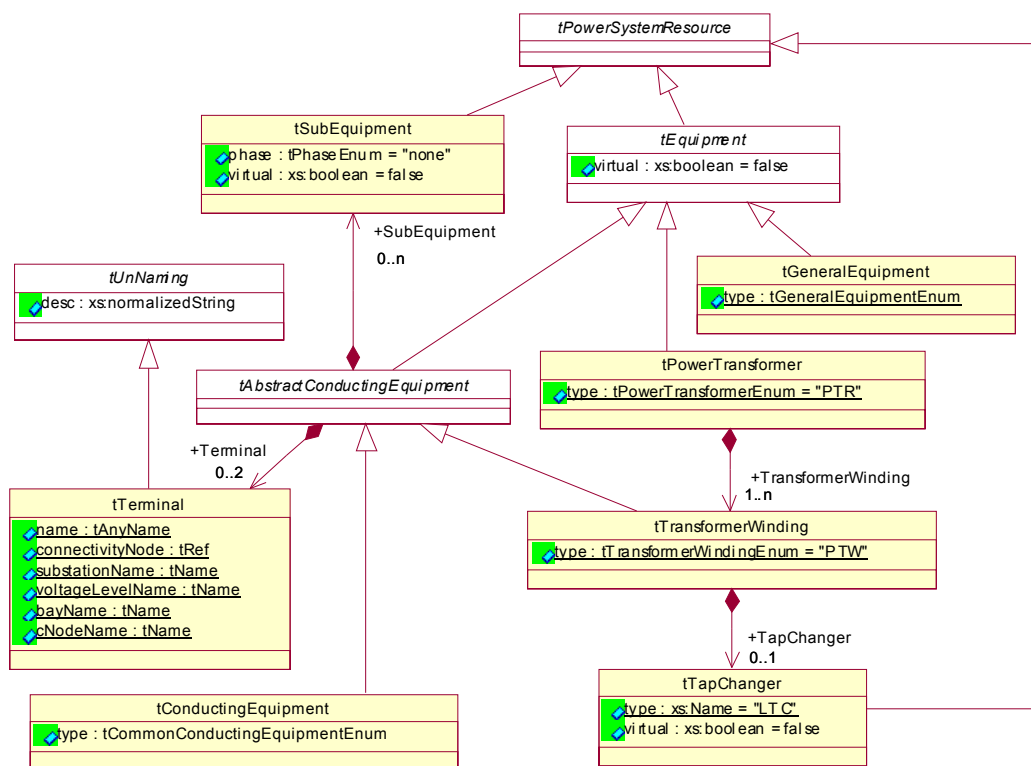 tPowerSystemResource
tSubEquipment
phase : tPhaseEnum = "none"
virtual : xs:boolean = false
tEquipment
virtual : xs:boolean = false
+SubEquipment
0..n
tUnNaming
desc : xs:normalizedString
tGeneralEquipment
type : tGeneralEquipmentEnum
tAbstractConductingEquipment
tPowerTransformer
type : tPowerTransformerEnum = "PTR"
+Terminal
0..2
+TransformerWinding
1..n
tTerminal
name : tAnyName
connectivityNode : tRef
substationName : tName
voltageLevelName : tName
bayName : tName
cNodeName : tName
tTransformerWinding
type : tTransformerWindingEnum = "PTW"
+TapChanger
0..1
tConductingEquipment
type : tCommonConductingEquipmentEnum
tTapChanger
type : xs:Name = "LTC"
virtual : xs:boolean = false